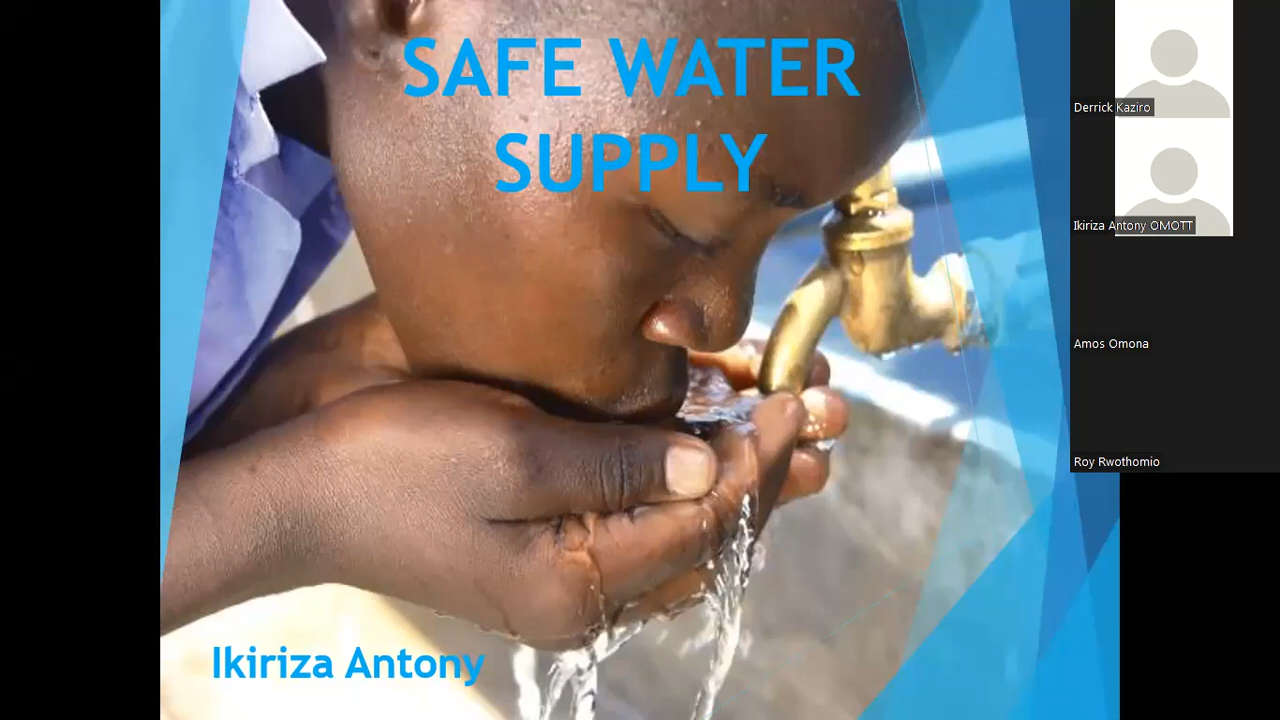 SAFE WATER
SUPPLY
Ikiriza Antony
Derrick Kaziro
Ikiriza Antony OMOTT
Amos Omona
Roy Rwothomio